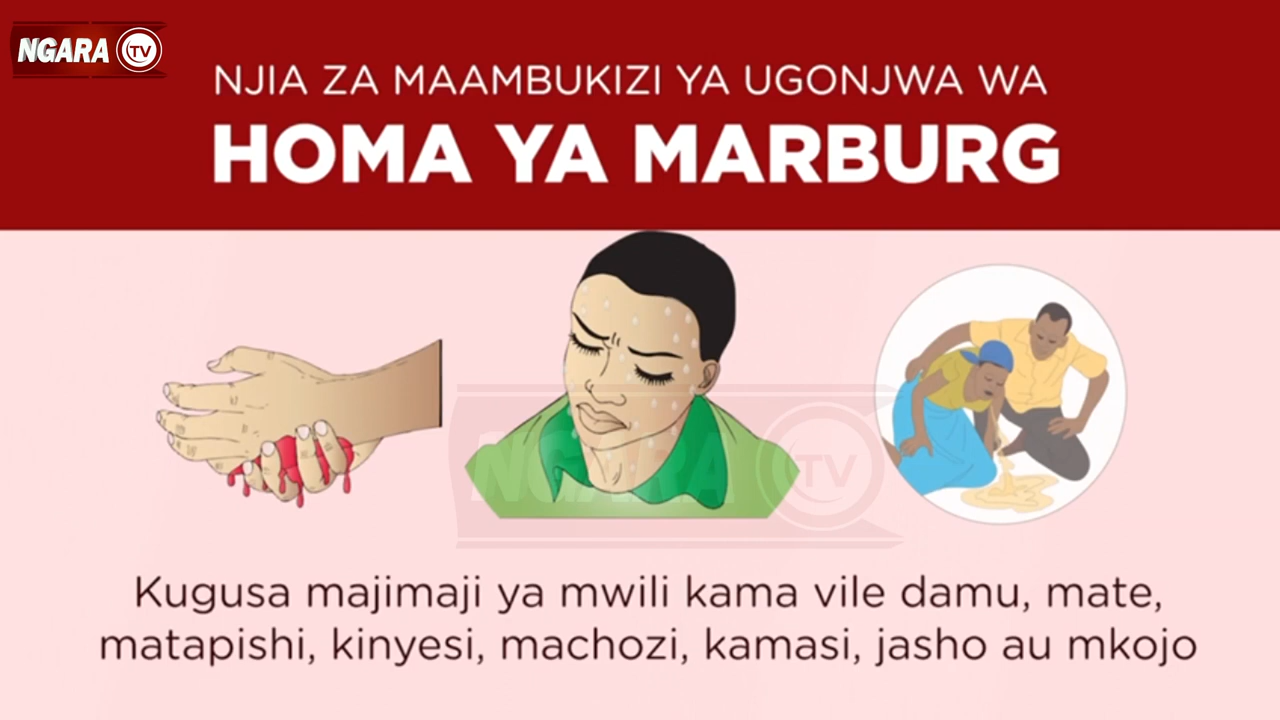 NGARA TV
NJIA ZA MAAMBUKIZI YA UGONJWA WA
HOMA YA MARBURG
NGARA TV
Kugusa majimaji ya mwili kama vile damu, mate,
matapishi, kinyesi, machozi, kamasi, jasho au mkojo